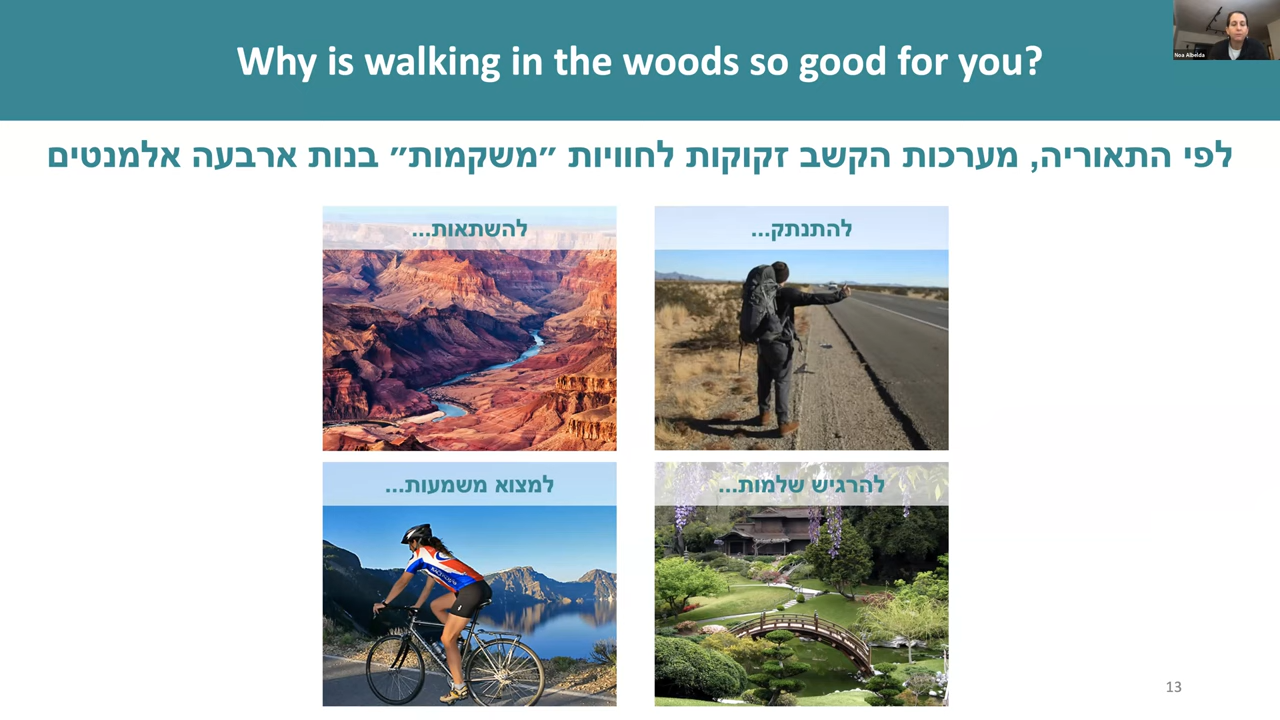 Why is walking in the woods so good for you?
Noa Albelda
לפי התאוריה, מערכות הקשב זקוקות לחוויות ״משקמות״ בנות ארבעה אלמנטים
להתנתק...
להשתאות...
להרגיש שלמות...
למצוא משמעות...
13